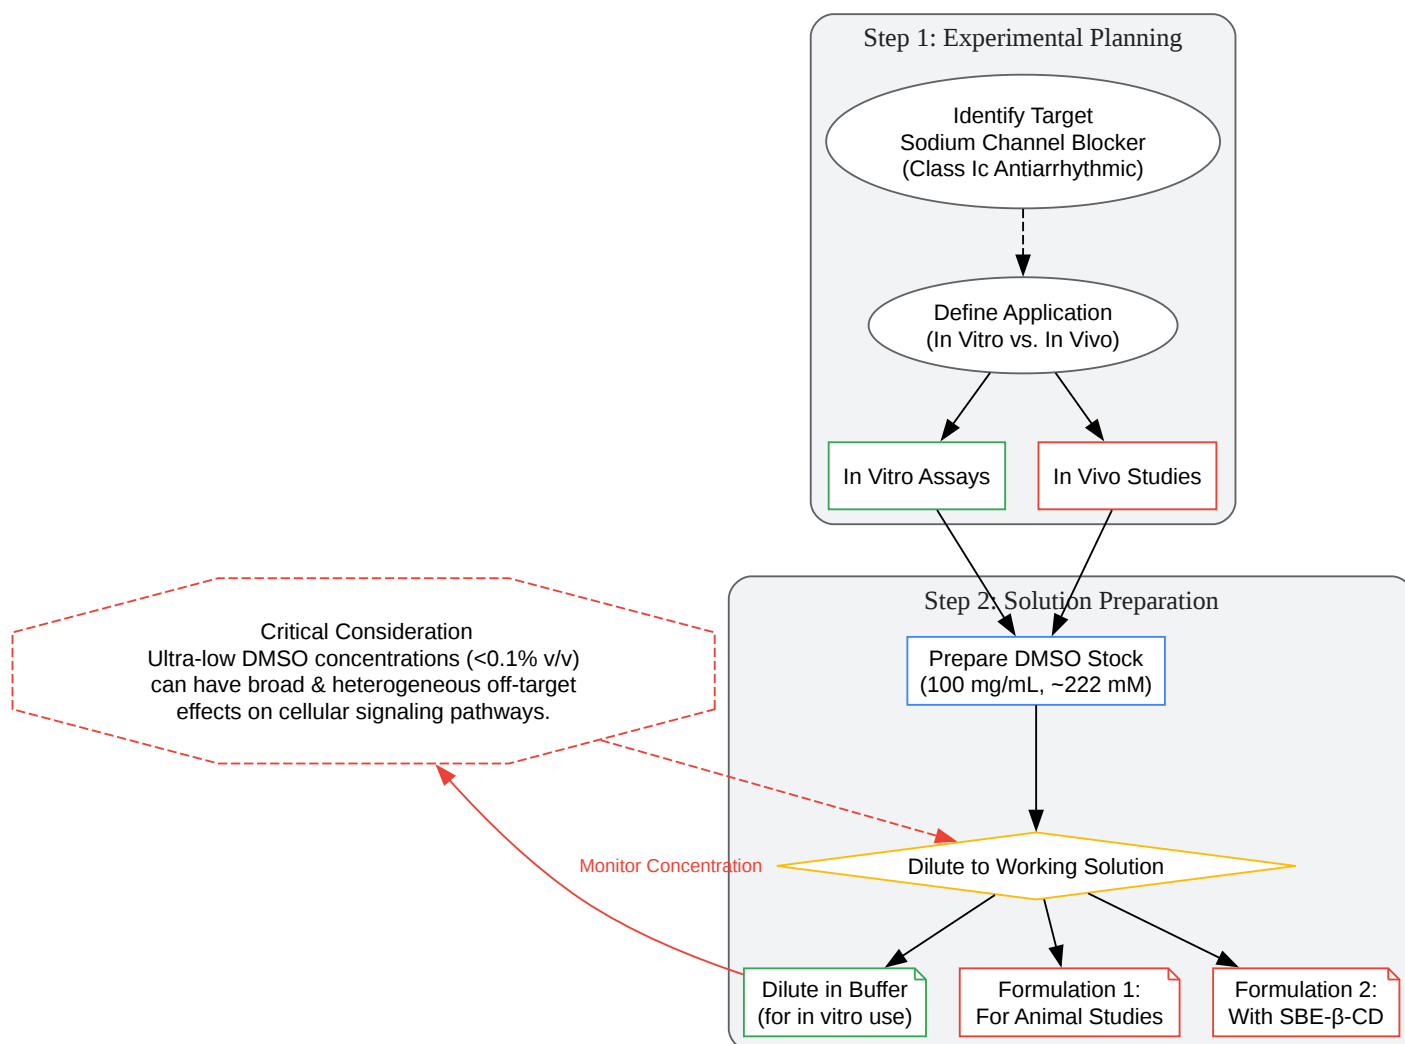 Step 1: Experimental Planning
Identify Target
Sodium Channel Blocker
(Class Ic Antiarrhythmic)
Define Application
(In Vitro vs. In Vivo)
In Vitro Assays
In Vivo Studies
Step 2: Solution Preparation
Critical Consideration
Ultra-low DMSO concentrations (<0.1% v/v)
can have broad & heterogeneous off-target
effects on cellular signaling pathways.
Prepare DMSO Stock
(100 mg/mL, ~222 mM)
Monitor Concentration
Dilute to Working Solution
Dilute in Buffer
(for in vitro use)
Formulation 1:
For Animal Studies
Formulation 2:
With SBE-β-CD